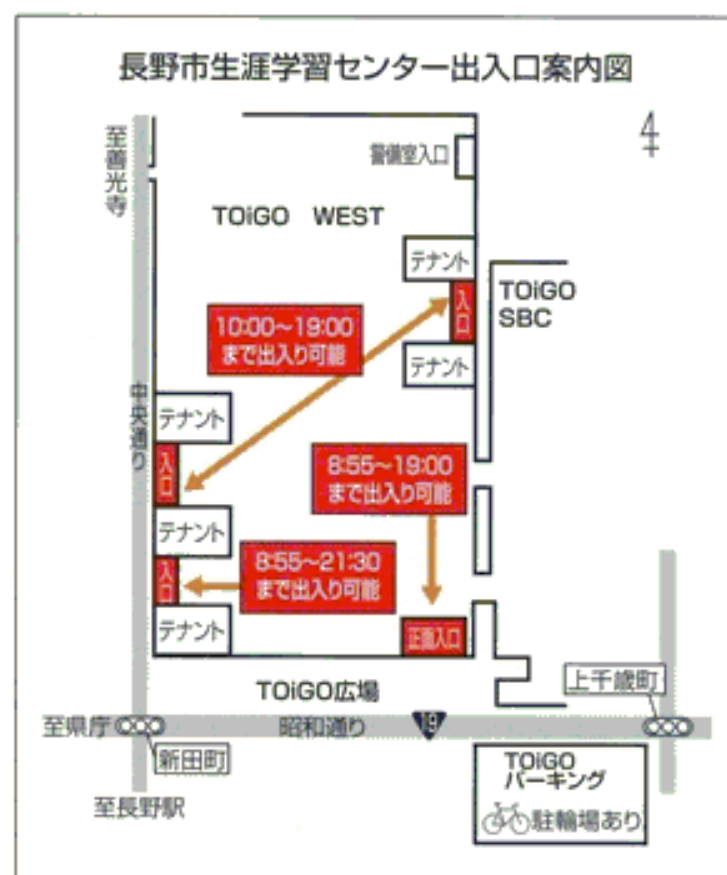 長野市生涯学習センター出入口案内図
至善光寺
警備室入口
TOiGO WEST
テナント
入口
TOiGO
SBC
10:00～19:00
まで出入り可能
テナント
中央通り
テナント
入口
8:55～19:00
まで出入り可能
テナント
入口
8:55～21:30
まで出入り可能
テナント
正面入口
TOiGO広場
上千歳町
至県庁
昭和通り
19
新田町
TOiGO
パーキング
駐輪場あり
至長野駅